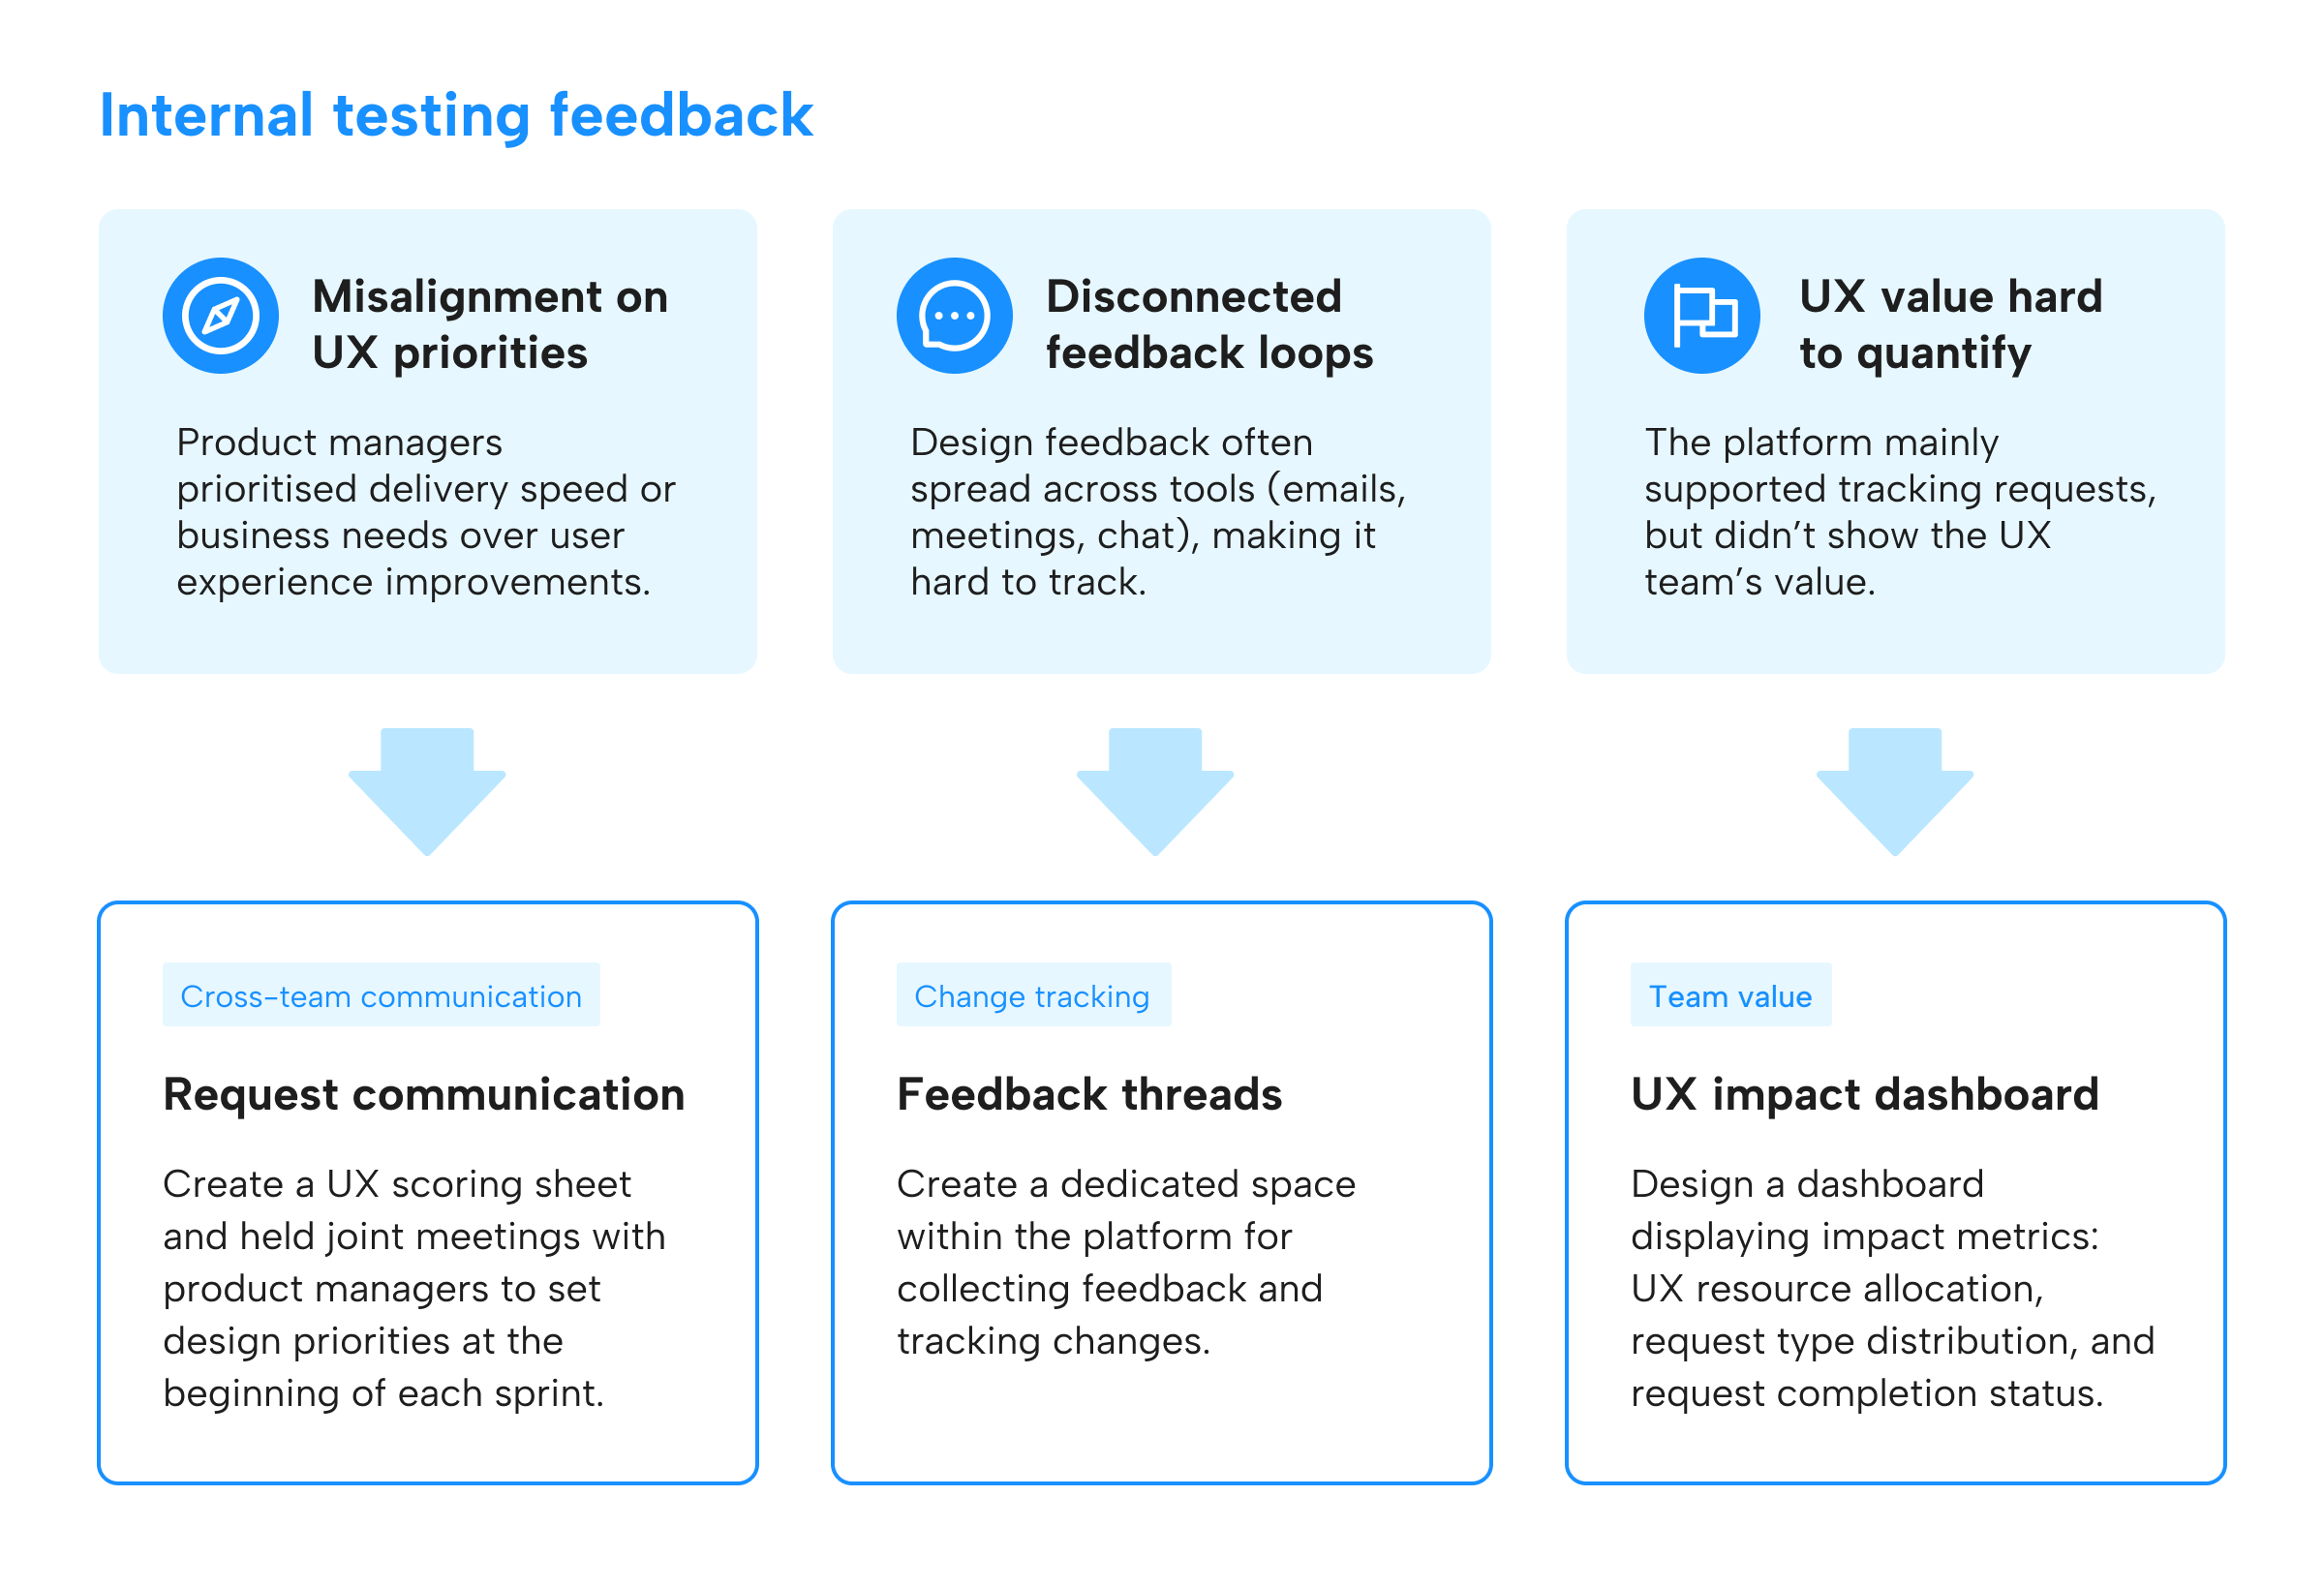 Internal testing feedback
Misalignment on
UX priorities
Product managers
prioritised delivery speed or
business needs over user
experience improvements.
Disconnected
feedback loops
Design feedback often
spread across tools (emails,
meetings, chat), making it
hard to track.
UX value hard
to quantify
The platform mainly
supported tracking requests,
but didn’t show the UX
team’s value.
Cross-team communication
Request communication
Create a UX scoring sheet
and held joint meetings with
product managers to set
design priorities at the
beginning of each sprint.
Change tracking
Feedback threads
Create a dedicated space
within the platform for
collecting feedback and
tracking changes.
Team value
UX impact dashboard
Design a dashboard
displaying impact metrics:
UX resource allocation,
request type distribution, and
request completion status.